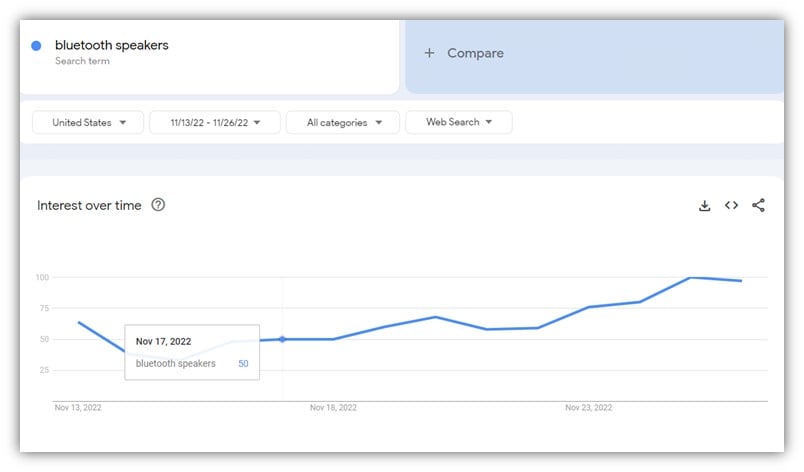 bluetooth speakers
Search term
+ Compare
United States
11/13/22 - 11/26/22
All categories
Web Search
Interest over time ?
100
75
50
25
Nov 17, 2022
bluetooth speakers 50
Nov 13, 2022
Nov 18, 2022
Nov 23, 2022